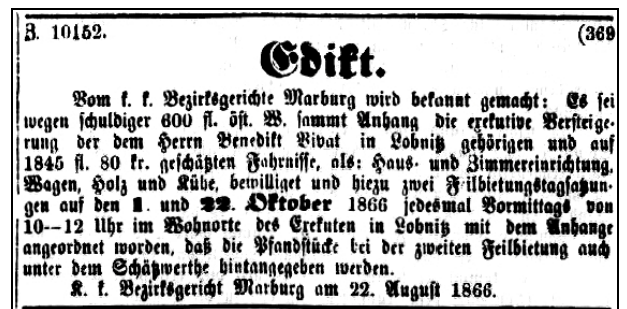 Z. 10152. (369
Edikt.
Vom k. k. Bezirksgerichte Marburg wird bekannt gemacht: Es sei
wegen schuldiger 600 fl. öst. W. sammt Anhang die exekutive Versteige-
rung der dem Herrn Benedikt Vivat in Lobnitz gehörigen und auf
1845 fl. 80 kr. geschätzten Fahrnisse, als: Haus- und Zimmereinrichtung,
Wagen, Holz und Kühe, bewilliget und hiezu zwei Filbietungstagsatzun-
gen auf den 1. und 22. Oktober 1866 jedesmal Vormittags von
10--12 Uhr im Wohnorte des Exekuten in Lobnitz mit dem Anhange
angeordnet worden, daß die Pfandstücke bei der zweiten Feilbietung auch
unter dem Schätzwerthe hintangegeben werden.
K. k. Bezirksgericht Marburg am 22. August 1866.